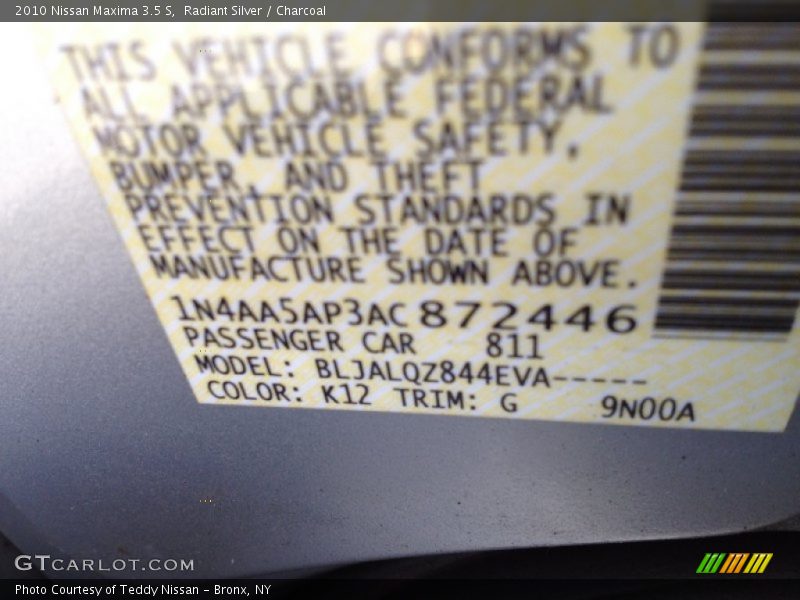 2010 Nissan Maxima 3.5 S, Radiant Silver / Charcoal
THIS VEHICLE CONFORMS TO
ALL APPLICABLE FEDERAL
MOTOR VEHICLE SAFETY,
BUMPER, AND THEFT
PREVENTION STANDARDS IN
EFFECT ON THE DATE OF
MANUFACTURE SHOWN ABOVE.
1N4AA5AP3AC872446
PASSENGER CAR 811
MODEL: BLJALQZ844EVA-----
COLOR: K12 TRIM: G 9N00A
GTCARLOT.COM
Photo Courtesy of Teddy Nissan - Bronx, NY